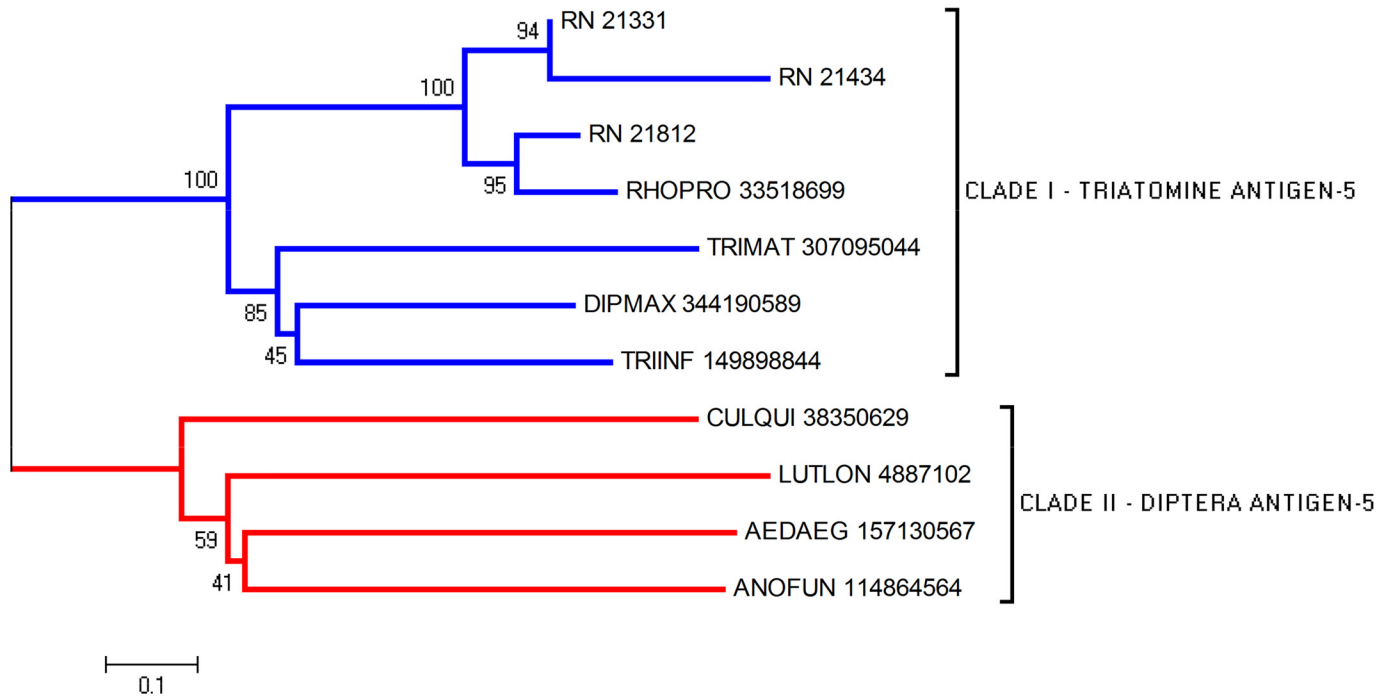 RN 21331
94
RN 21434
100
RN 21812
100
95
RHOPRO 33518699
CLADE I - TRIATOMINE ANTIGEN-5
TRIMAT 307095044
DIPMAX 344190589
85
45
TRIINF 149898844
CULQUI 38350629
LUTLON 4887102
CLADE II - DIPTERA ANTIGEN-5
AEDAEG 157130567
59
41
ANOFUN 114864564
0.1